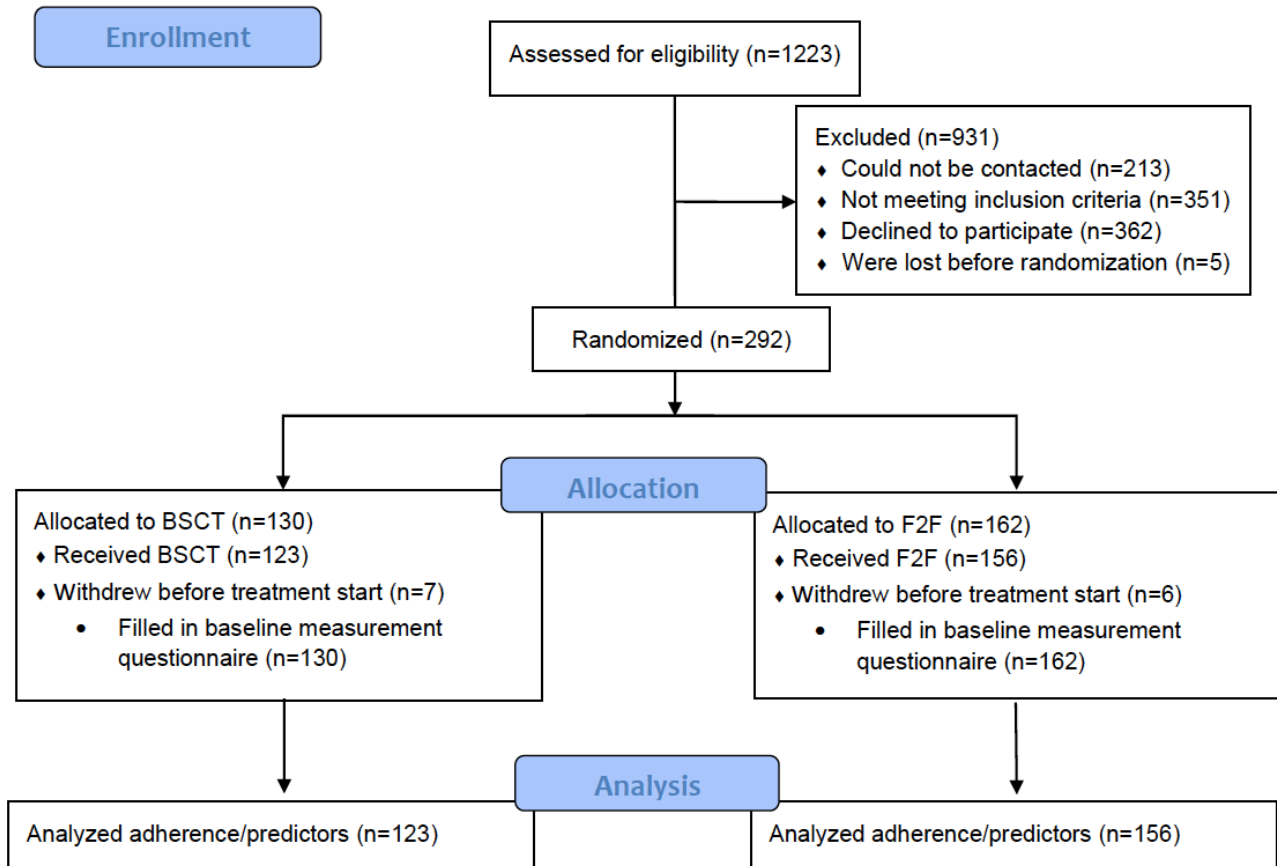 Enrollment
Assessed for eligibility (n=1223)
Excluded (n=931)
♦ Could not be contacted (n=213)
♦ Not meeting inclusion criteria (n=351)
♦ Declined to participate (n=362)
♦ Were lost before randomization (n=5)
Randomized (n=292)
Allocation
Allocated to BSCT (n=130)
♦ Received BSCT (n=123)
♦ Withdrew before treatment start (n=7)
• Filled in baseline measurement
questionnaire (n=130)
Allocated to F2F (n=162)
♦ Received F2F (n=156)
♦ Withdrew before treatment start (n=6)
• Filled in baseline measurement
questionnaire (n=162)
Analysis
Analyzed adherence/predictors (n=123)
Analyzed adherence/predictors (n=156)